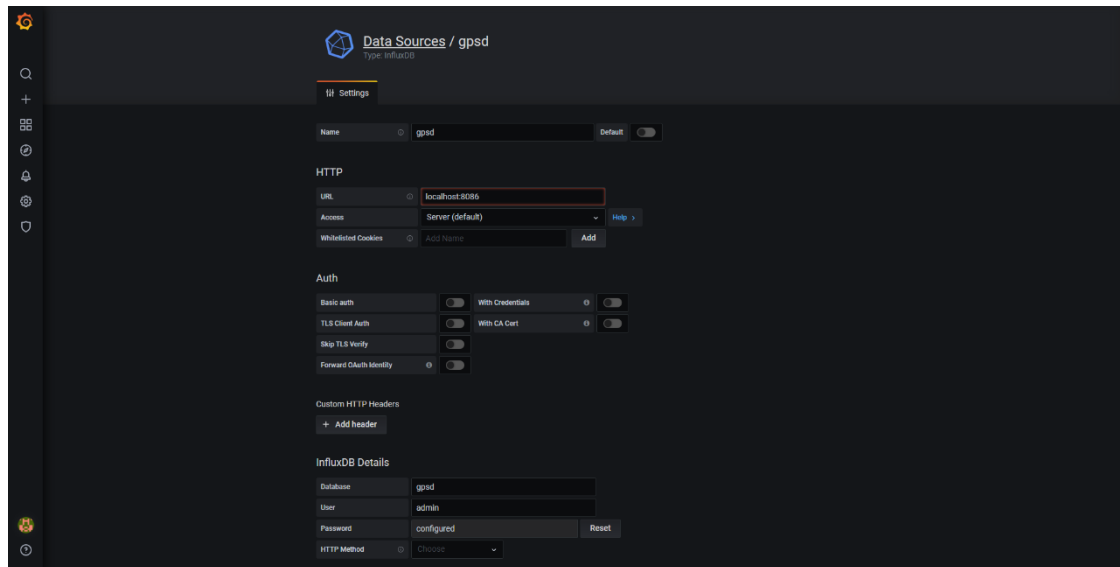 Data Sources / gpsd
Type: InfluxDB
Settings
Name gpsd Default
HTTP
URL localhost:8086
Access Server (default) Help >
Whitelisted Cookies Add Name Add
Auth
Basic auth With Credentials
TLS Client Auth With CA Cert
Skip TLS Verify
Forward OAuth Identity
Custom HTTP Headers
+ Add header
InfluxDB Details
Database gpsd
User admin
Password configured Reset
HTTP Method Choose